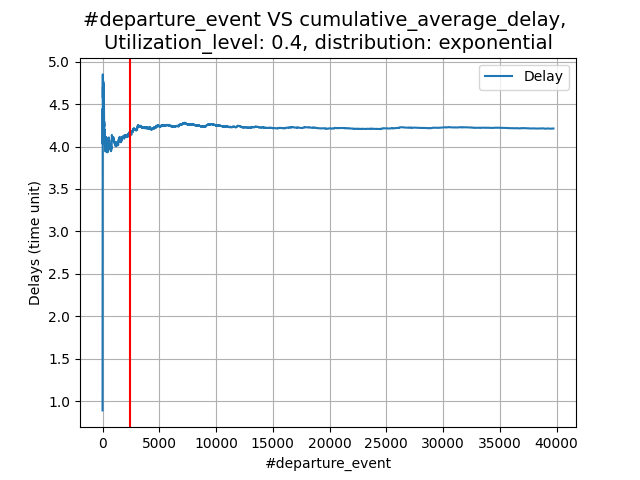 #departure_event VS cumulative_average_delay,
Utilization_level: 0.4, distribution: exponential
Delay
5.0
4.5
4.0
3.5
3.0
2.5
2.0
1.5
1.0
Delays (time unit)
0 5000 10000 15000 20000 25000 30000 35000 40000
#departure_event